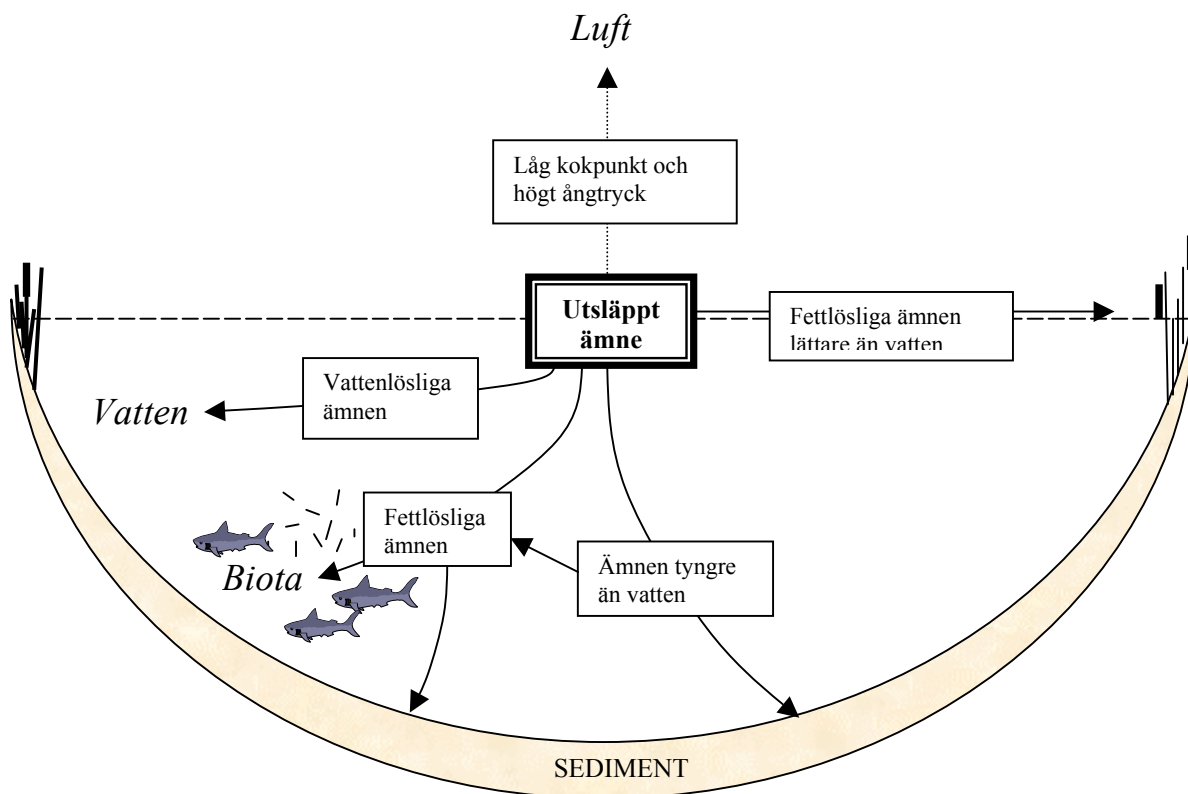 Luft
Låg kokpunkt och
högt ångtryck
Utsläppt
ämne
Fettlösliga ämnen
lättare än vatten
Vattenlösliga
ämnen
Vatten
Fettlösliga
ämnen
Biota
Ämnen tyngre
än vatten
SEDIMENT